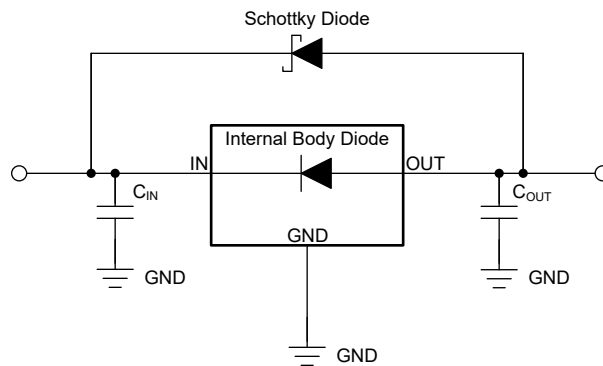 Schottky Diode
Internal Body Diode
IN
OUT
CIN
COUT
GND
GND
GND
GND